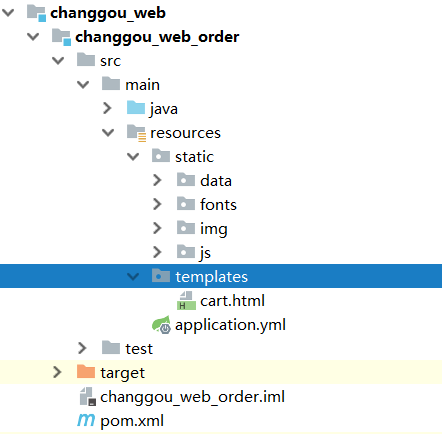 changgou_web
changgou_web_order
src
main
java
resources
static
data
fonts
img
js
templates
cart.html
application.yml
test
target
changgou_web_order.iml
pom.xml